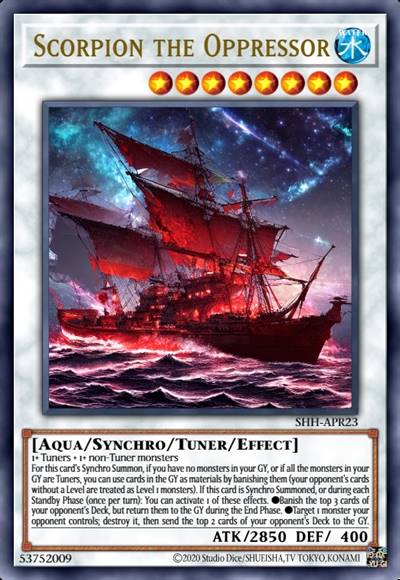 SCORPION THE OPPRESSOR
WATER
水
SHH-APR23
[AQUA/SYNCHRO/TUNER/EFFECT]
1+ Tuners + 1+ non-Tuner monsters
For this card's Synchro Summon, if you have no monsters in your GY, or if all the monsters in
your GY are Tuners, you can use cards in the GY as materials by banishing them (your opponent's cards
without a Level are treated as Level 1 monsters). If this card is Synchro Summoned, or during each
Standby Phase (once per turn): You can activate 1 of these effects. ●Banish the top 3 cards of
your opponent's Deck, but return them to the GY during the End Phase. ●Target 1 monster your
opponent controls; destroy it, then send the top 2 cards of your opponent's Deck to the GY.
ATK/2850 DEF/ 400
53752009
©2020 Studio Dice/SHUEISHA, TV TOKYO, KONAMI